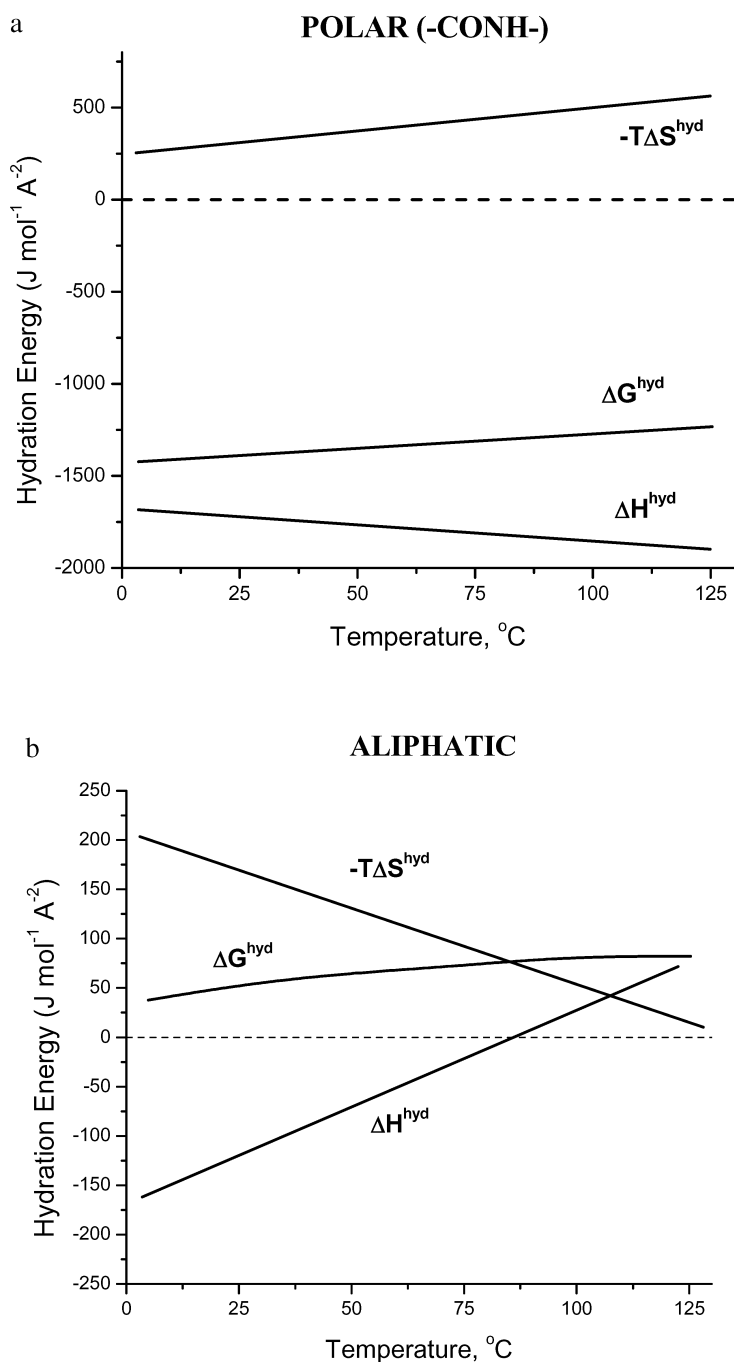 a
POLAR (-CONH-)
500
0
-500
-1000
-1500
-2000
Hydration Energy (J mol⁻¹ A⁻²)
-TΔS^hyd
ΔG^hyd
ΔH^hyd
0 25 50 75 100 125
Temperature, °C
b
ALIPHATIC
250
200
150
100
50
0
-50
-100
-150
-200
-250
Hydration Energy (J mol⁻¹ A⁻²)
-TΔS^hyd
ΔG^hyd
ΔH^hyd
0 25 50 75 100 125
Temperature, °C